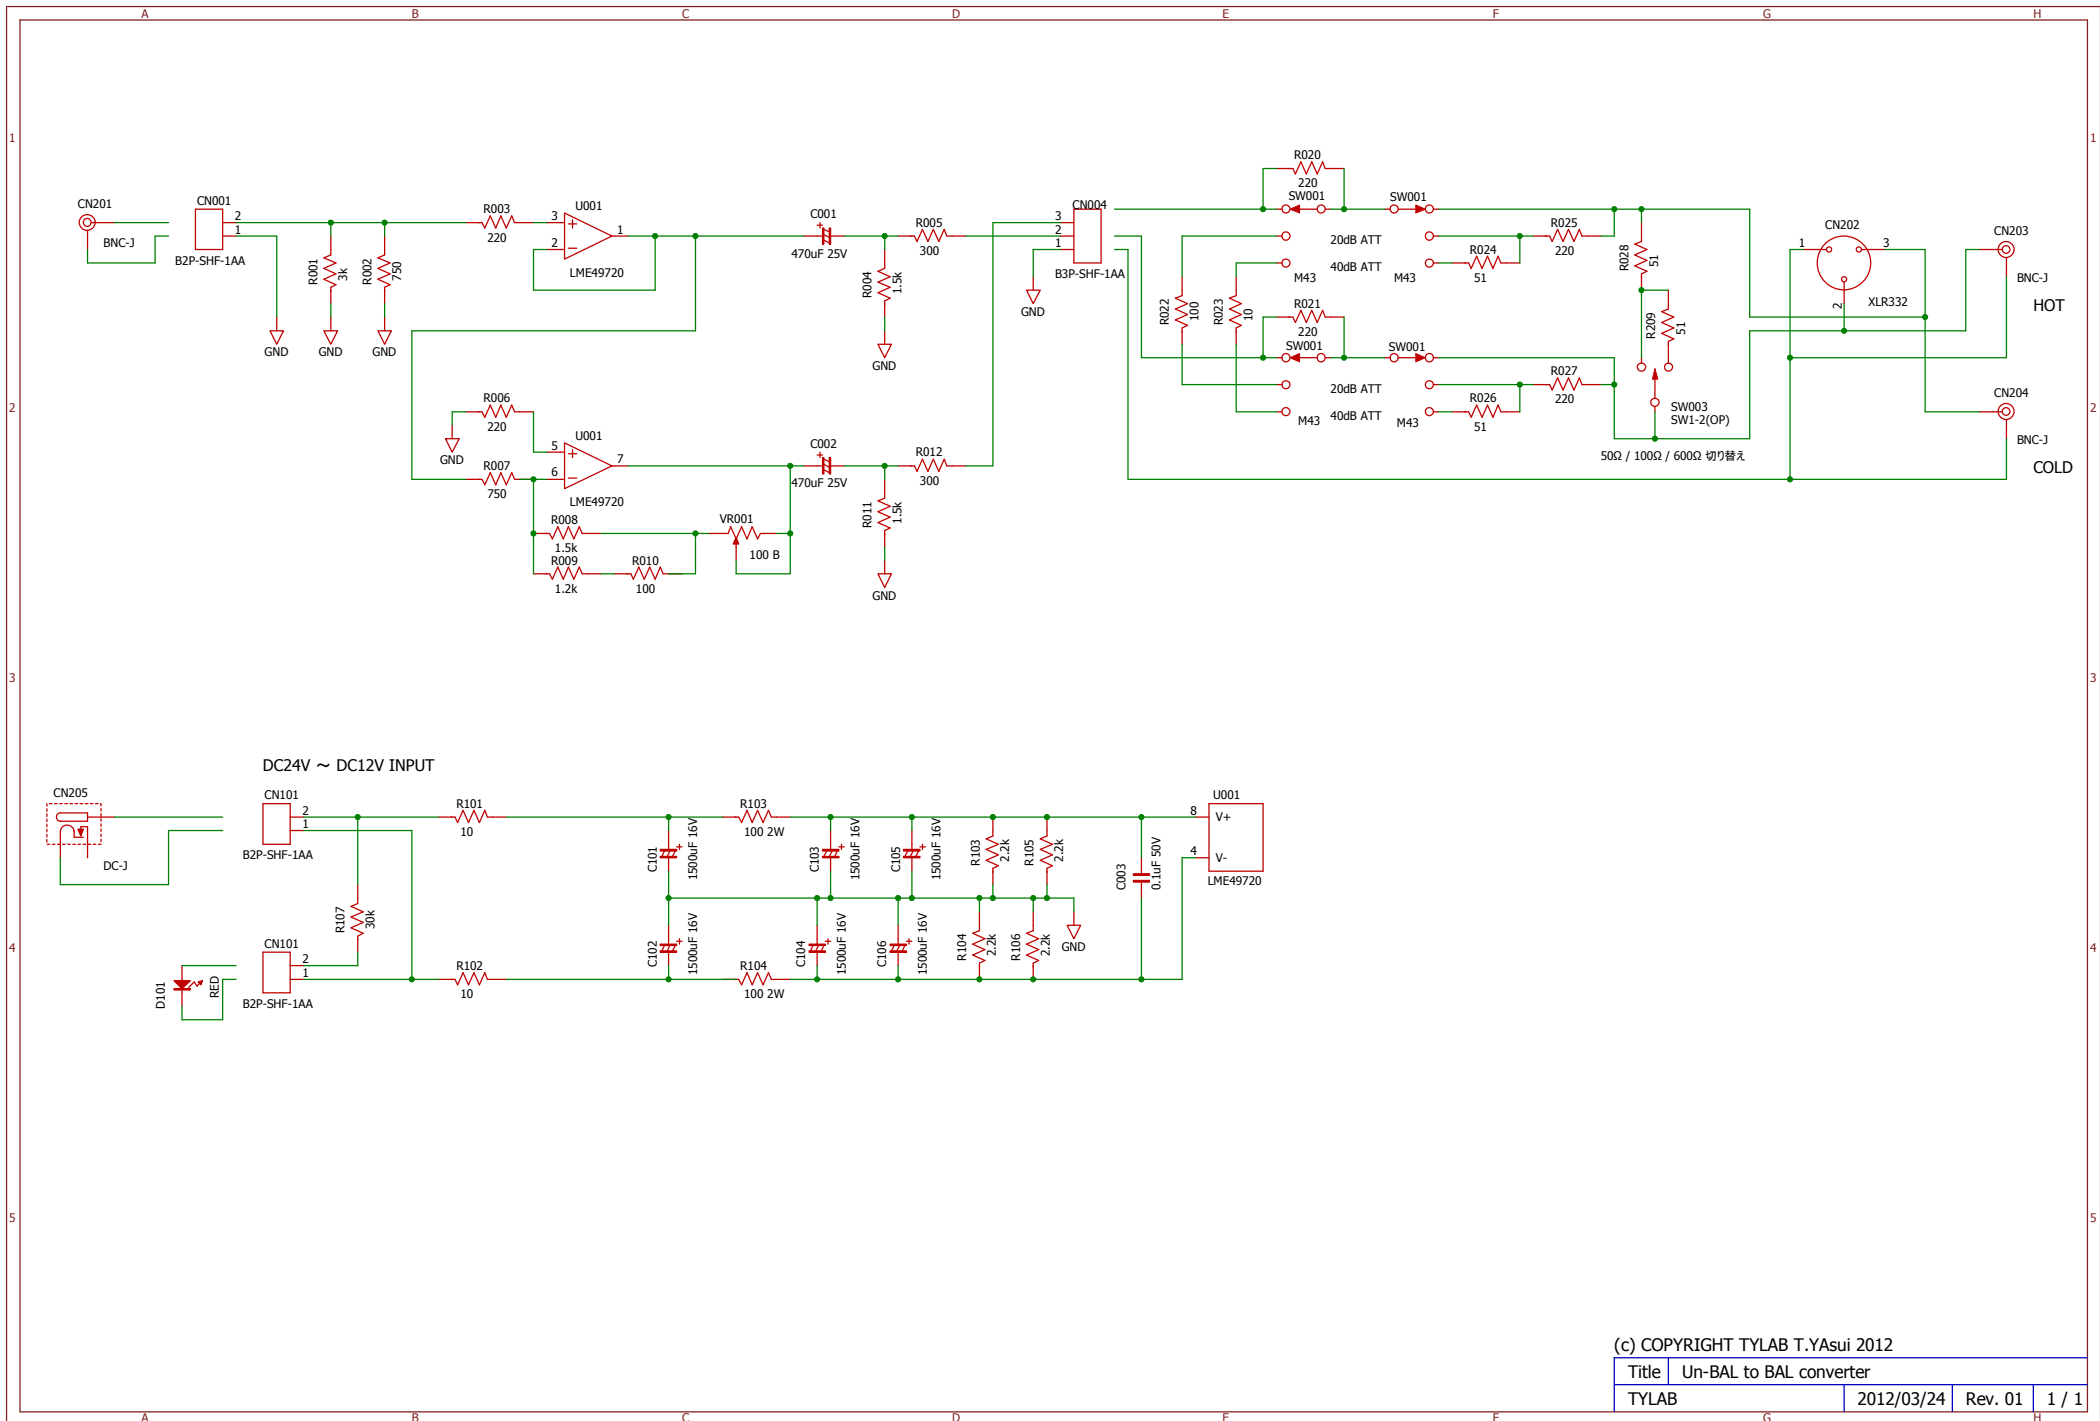 A B C D E F G H
1
1
R020
220
CN201
BNC-J
CN001
2
1
B2P-SHF-1AA
R001
3k
R002
750
R003
220
U001
3
2
1
LME49720
C001
+
470uF 25V
R004
1.5k
R005
300
CN004
3
2
1
B3P-SHF-1AA
SW001
SW001
20dB ATT
40dB ATT
M43
M43
R024
51
R025
220
R028
51
CN202
1
3
2
XLR332
CN203
BNC-J
HOT
R022
100
R023
10
R021
220
SW001
SW001
R209
51
GND
GND
GND
GND
GND
2
2
R006
220
GND
R007
750
U001
5
6
7
LME49720
C002
+
470uF 25V
R011
1.5k
R012
300
20dB ATT
40dB ATT
M43
M43
R026
51
R027
220
SW003
SW1-2(OP)
50Ω / 100Ω / 600Ω 切り替え
CN204
BNC-J
COLD
R008
1.5k
R009
1.2k
R010
100
VR001
100 B
GND
3
3
DC24V ～ DC12V INPUT
CN205
DC-J
CN101
2
1
B2P-SHF-1AA
R101
10
C101
+
1500uF 16V
R103
100 2W
C103
+
1500uF 16V
C105
+
1500uF 16V
R103
2.2k
R105
2.2k
C003
0.1uF 50V
U001
8
V+
4
V-
LME49720
4
4
R107
30k
D101
RED
CN101
2
1
B2P-SHF-1AA
R102
10
C102
+
1500uF 16V
R104
100 2W
C104
+
1500uF 16V
C106
+
1500uF 16V
R104
2.2k
R106
2.2k
GND
5
5
(c) COPYRIGHT TYLAB T.YAsui 2012
Title Un-BAL to BAL converter
TYLAB 2012/03/24 Rev. 01 1 / 1
A B C D E F G H